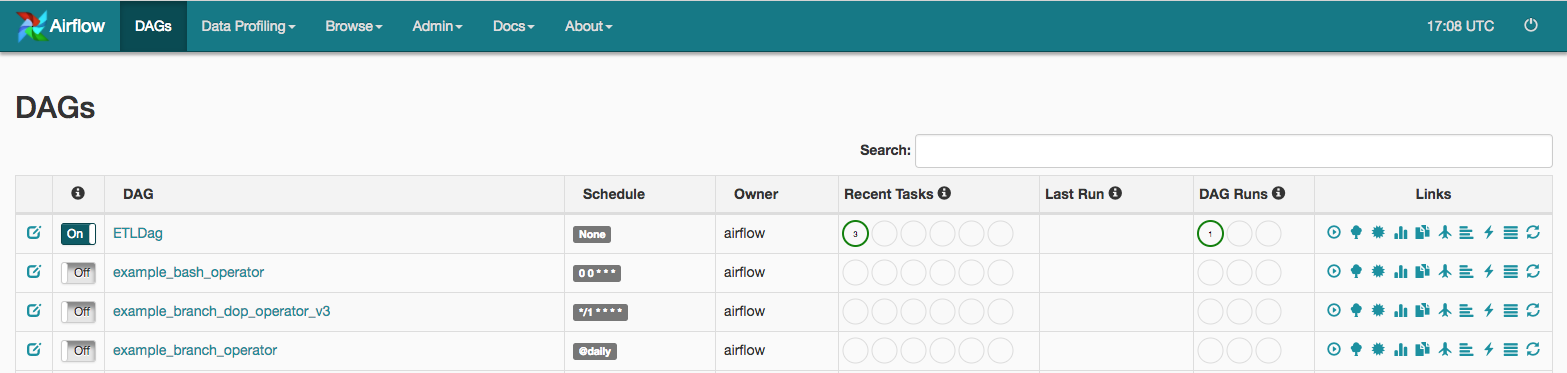 Airflow DAGs Data Profiling Browse Admin Docs About 17:08 UTC
DAGs
Search:
DAG Schedule Owner Recent Tasks Last Run DAG Runs Links
On ETLDag None airflow 3 1
Off example_bash_operator 0 0 * * * airflow
Off example_branch_dop_operator_v3 */1 * * * * airflow
Off example_branch_operator @daily airflow